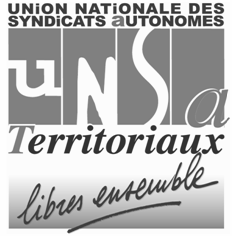 UNiON NATiONALE DES
SYNDiCATS aUTONOMES
uNSa
Territoriaux
libres ensemble